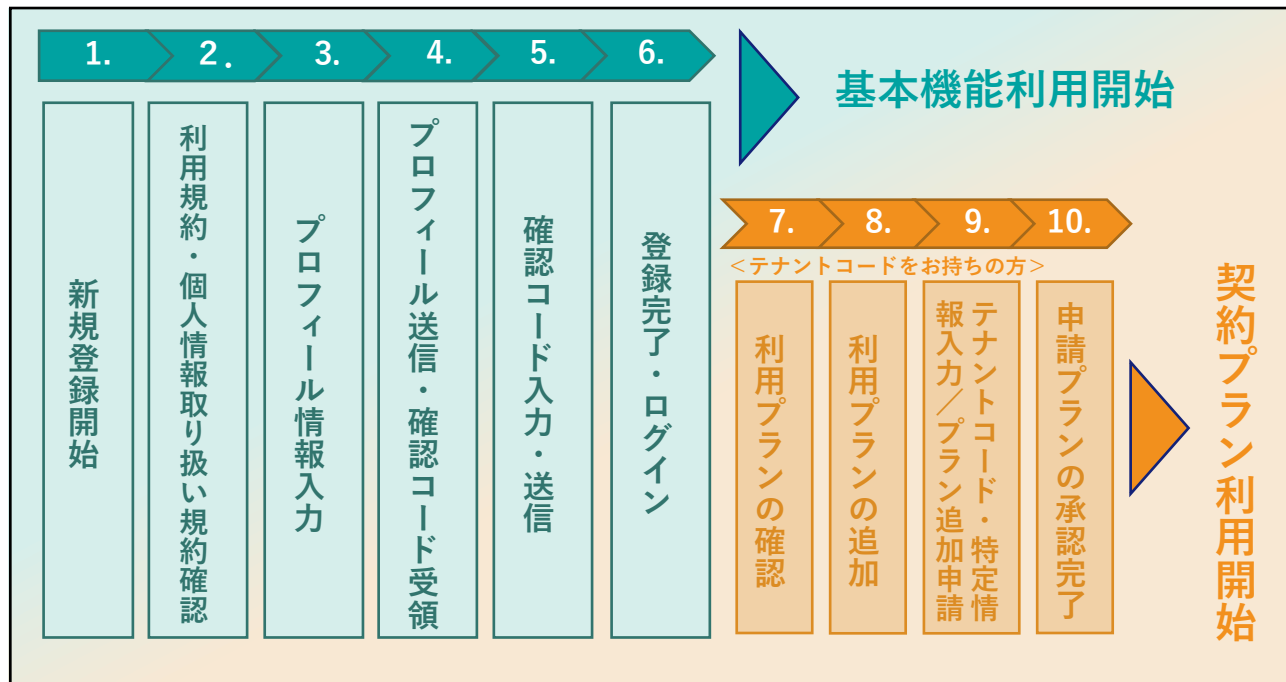 1.
2.
3.
4.
5.
6.
新規登録開始
利用規約・個人情報取り扱い規約確認
プロフィール情報入力
プロフィール送信・確認コード受領
確認コード入力・送信
登録完了・ログイン
基本機能利用開始
7.
8.
9.
10.
＜テナントコードをお持ちの方＞
利用プランの確認
利用プランの追加
テナントコード・特定情
報入力／プラン追加申請
申請プランの承認完了
契約プラン利用開始